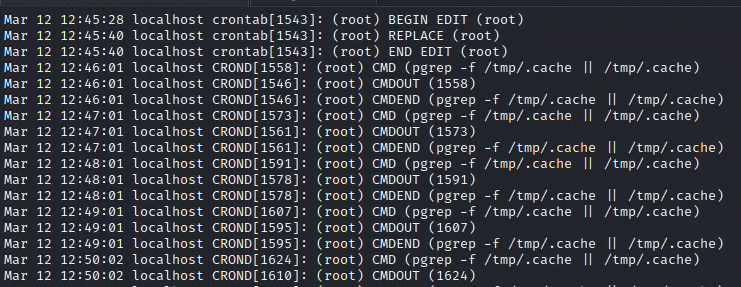 Mar 12 12:45:28 localhost crontab[1543]: (root) BEGIN EDIT (root)
Mar 12 12:45:40 localhost crontab[1543]: (root) REPLACE (root)
Mar 12 12:45:40 localhost crontab[1543]: (root) END EDIT (root)
Mar 12 12:46:01 localhost CROND[1558]: (root) CMD (pgrep -f /tmp/.cache || /tmp/.cache)
Mar 12 12:46:01 localhost CROND[1546]: (root) CMDOUT (1558)
Mar 12 12:46:01 localhost CROND[1546]: (root) CMDEND (pgrep -f /tmp/.cache || /tmp/.cache)
Mar 12 12:47:01 localhost CROND[1573]: (root) CMD (pgrep -f /tmp/.cache || /tmp/.cache)
Mar 12 12:47:01 localhost CROND[1561]: (root) CMDOUT (1573)
Mar 12 12:47:01 localhost CROND[1561]: (root) CMDEND (pgrep -f /tmp/.cache || /tmp/.cache)
Mar 12 12:48:01 localhost CROND[1591]: (root) CMD (pgrep -f /tmp/.cache || /tmp/.cache)
Mar 12 12:48:01 localhost CROND[1578]: (root) CMDOUT (1591)
Mar 12 12:48:01 localhost CROND[1578]: (root) CMDEND (pgrep -f /tmp/.cache || /tmp/.cache)
Mar 12 12:49:01 localhost CROND[1607]: (root) CMD (pgrep -f /tmp/.cache || /tmp/.cache)
Mar 12 12:49:01 localhost CROND[1595]: (root) CMDOUT (1607)
Mar 12 12:49:01 localhost CROND[1595]: (root) CMDEND (pgrep -f /tmp/.cache || /tmp/.cache)
Mar 12 12:50:02 localhost CROND[1624]: (root) CMD (pgrep -f /tmp/.cache || /tmp/.cache)
Mar 12 12:50:02 localhost CROND[1610]: (root) CMDOUT (1624)